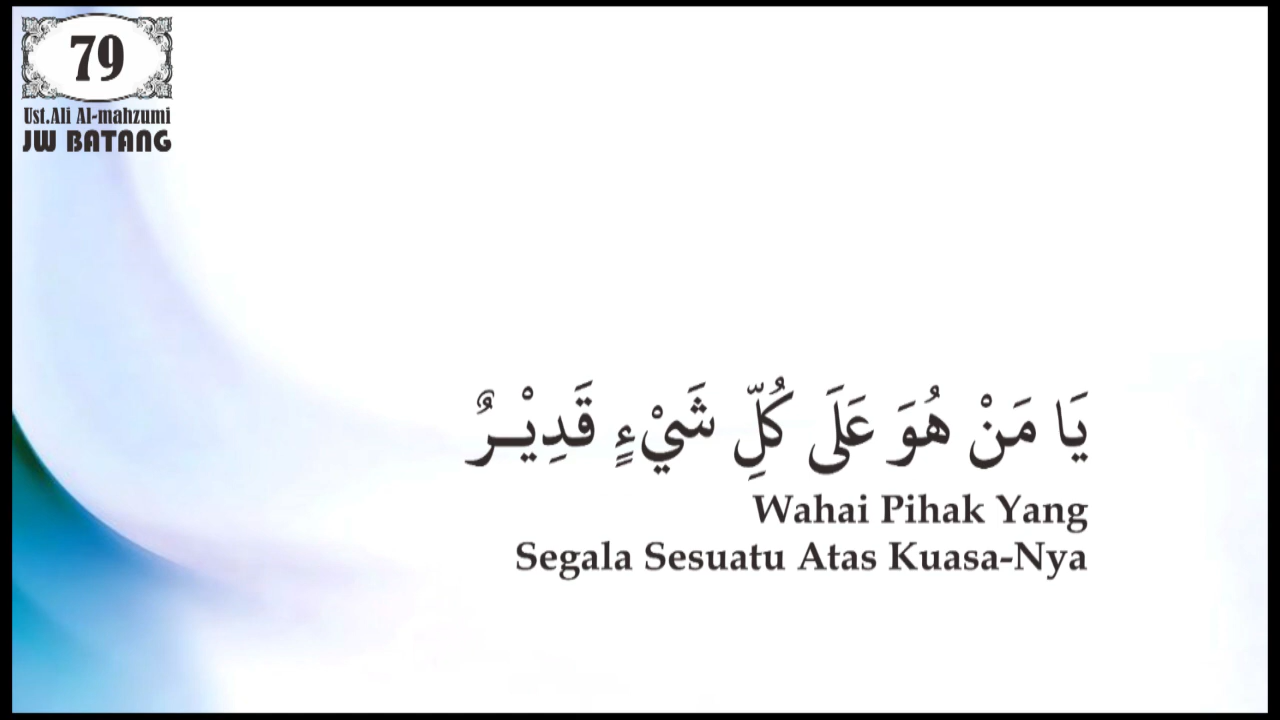 79
Ust.Ali Al-mahzumi
JW BATANG
يَا مَنْ هُوَ عَلَى كُلِّ شَيْءٍ قَدِيْـرٌ
Wahai Pihak Yang
Segala Sesuatu Atas Kuasa-Nya